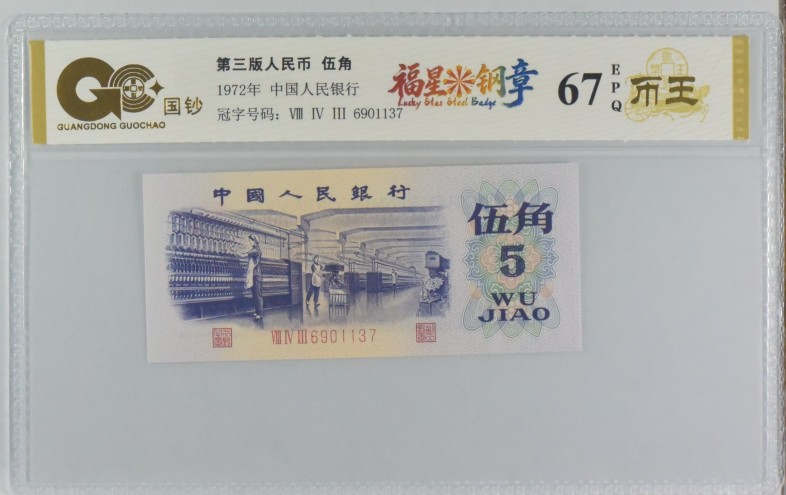 GC
国钞
GUANGDONG GUOCHAO
第三版人民币 伍角
1972年 中国人民银行
冠字号码: Ⅷ Ⅳ Ⅲ 6901137
福星钢章
Lucky Star Steel Badge
67
EPQ
币王
中國人民銀行
伍角
5
WU
JIAO
Ⅷ Ⅳ Ⅲ 6901137